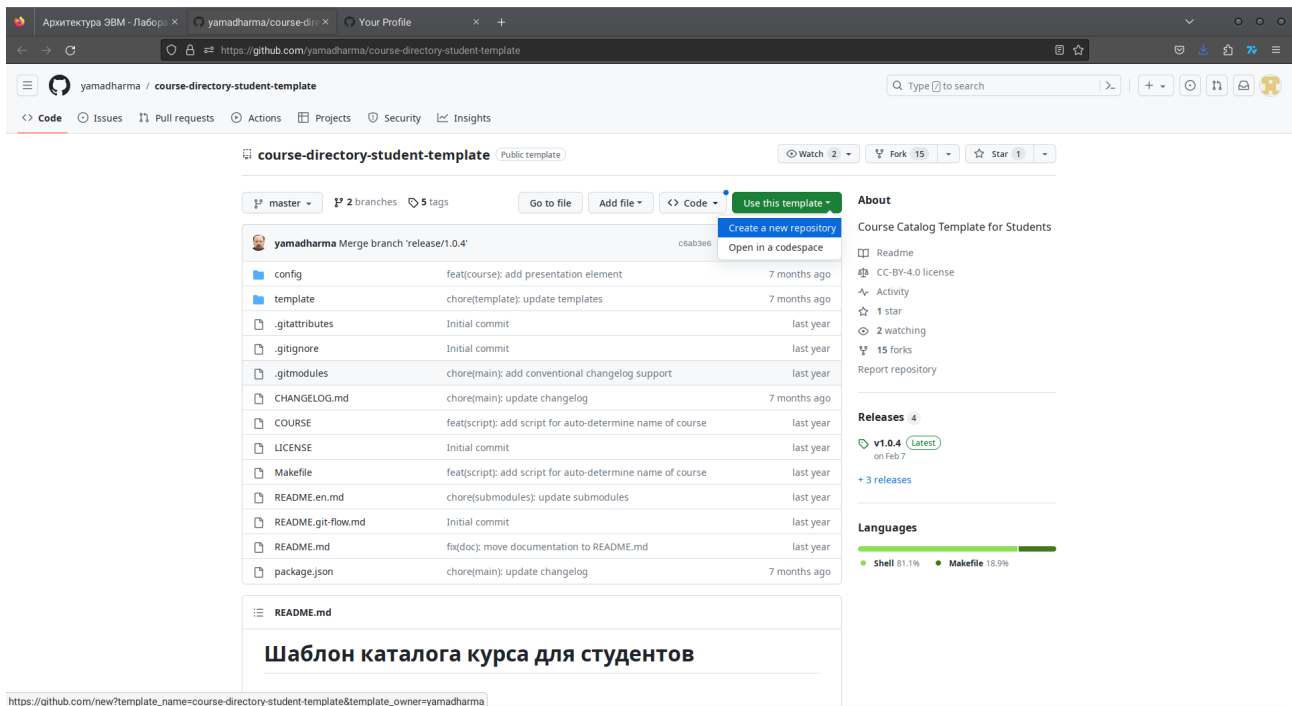 Архитектура ЭВМ - Лабора
yamadharma/course-dire
Your Profile
https://github.com/yamadharma/course-directory-student-template
yamadharma / course-directory-student-template
Type / to search
Code Issues Pull requests Actions Projects Security Insights
course-directory-student-template Public template
Watch 2 Fork 15 Star 1
master 2 branches 5 tags Go to file Add file Code Use this template
Create a new repository
Open in a codespace
yamadharma Merge branch 'release/1.0.4' c6ab3e6
config feat(course): add presentation element 7 months ago
template chore(template): update templates 7 months ago
.gitattributes Initial commit last year
.gitignore Initial commit last year
.gitmodules chore(main): add conventional changelog support last year
CHANGELOG.md chore(main): update changelog 7 months ago
COURSE feat(script): add script for auto-determine name of course last year
LICENSE Initial commit last year
Makefile feat(script): add script for auto-determine name of course last year
README.en.md chore(submodules): update submodules last year
README.git-flow.md Initial commit last year
README.md fix(doc): move documentation to README.md last year
package.json chore(main): update changelog 7 months ago
README.md
Шаблон каталога курса для студентов
About
Course Catalog Template for Students
Readme
CC-BY-4.0 license
Activity
1 star
2 watching
15 forks
Report repository
Releases 4
v1.0.4 Latest
on Feb 7
+ 3 releases
Languages
Shell 81.1% Makefile 18.9%
https://github.com/new?template_name=course-directory-student-template&template_owner=yamadharma